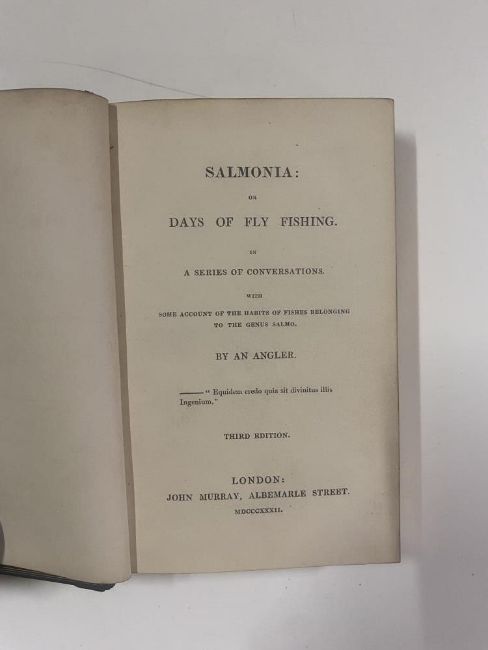 SALMONIA:
OR
DAYS OF FLY FISHING.
IN
A SERIES OF CONVERSATIONS.
WITH
SOME ACCOUNT OF THE HABITS OF FISHES BELONGING
TO THE GENUS SALMO.
BY AN ANGLER.
——— "Equidem credo quia sit divinitus illis
Ingenium."
THIRD EDITION.
LONDON:
JOHN MURRAY, ALBEMARLE STREET.
MDCCCXXXII.